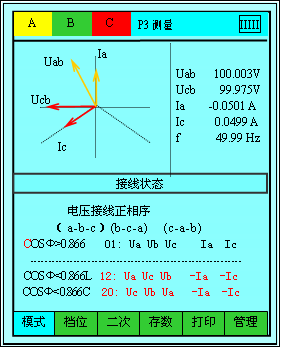 A B C P3 测量
Ia
Uab
Ucb
Ic
Uab 100.003V
Ucb 99.975V
Ia -0.0501 A
Ic 0.0499 A
f 49.99 Hz
接线状态
电压接线正相序
( a-b-c ) (b-c-a) (c-a-b)
COSΦ>0.866 01: Ua Ub Uc Ia Ic
COSΦ<0.866L 12: Ua Uc Ub -Ia -Ic
COSΦ<0.866C 20: Uc Ub Ua -Ia -Ic
模式 档位 二次 存数 打印 管理